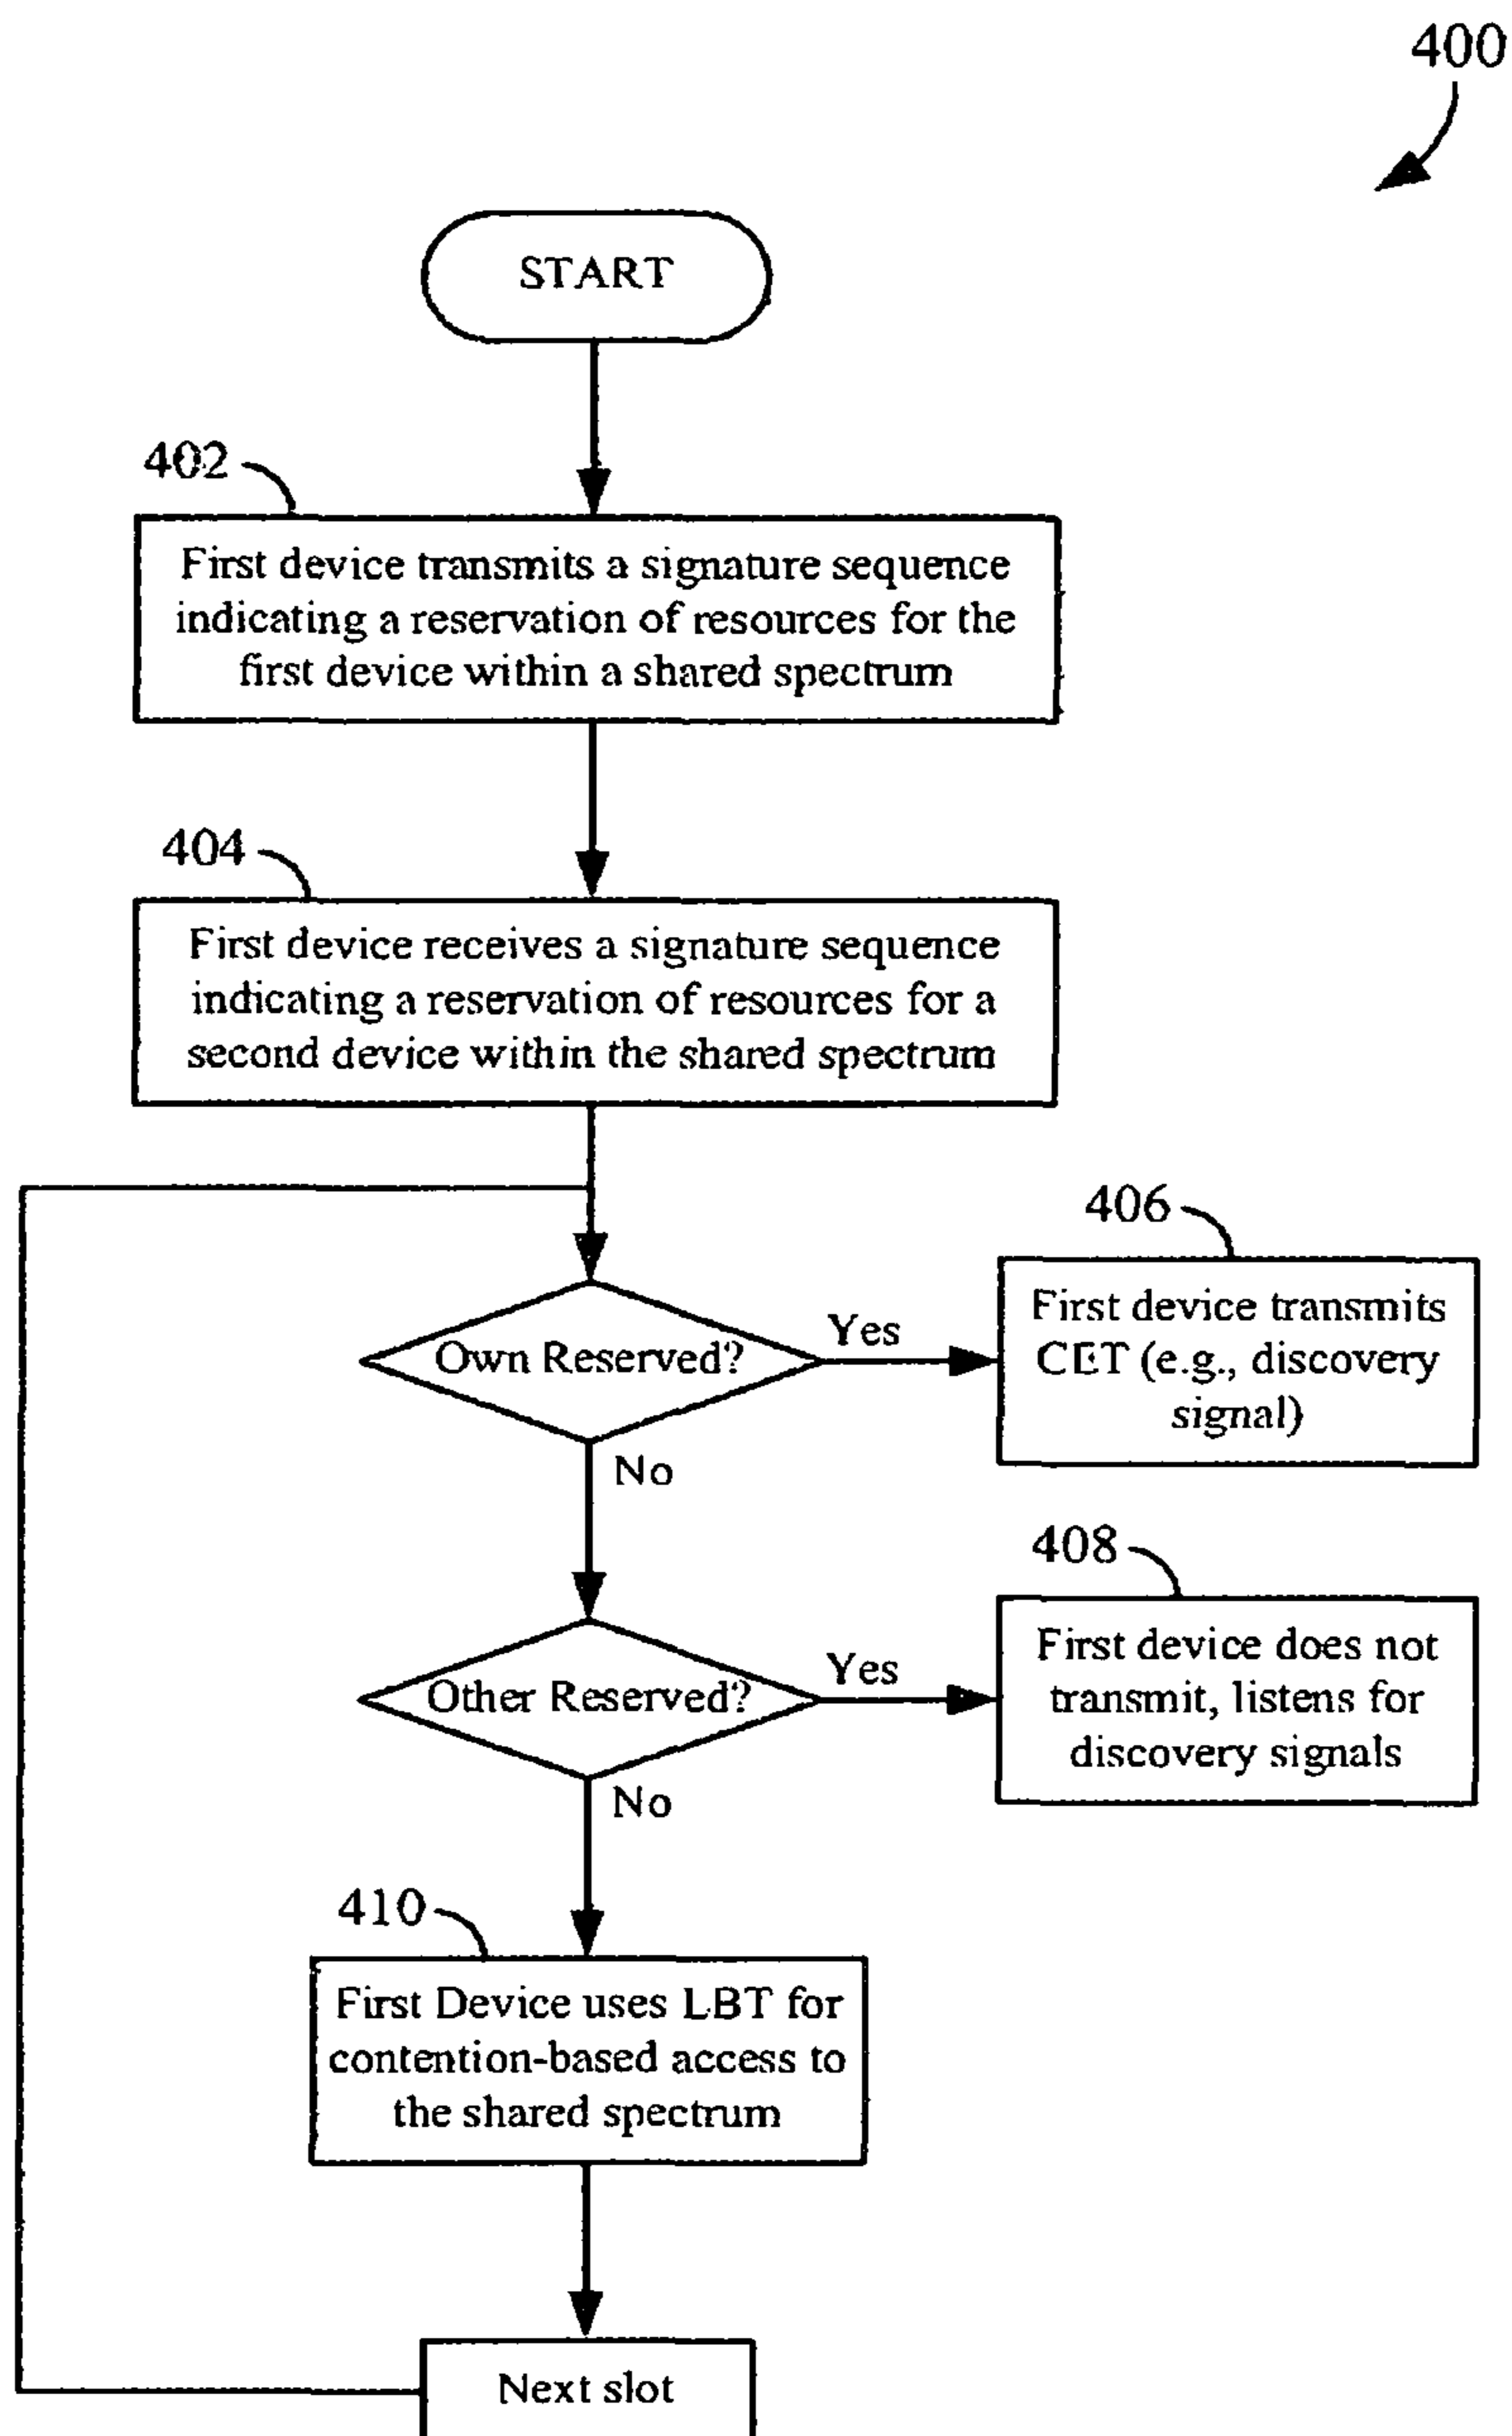 400
START
402
First device transmits a signature sequence
indicating a reservation of resources for the
first device within a shared spectrum
404
First device receives a signature sequence
indicating a reservation of resources for a
second device within the shared spectrum
Own Reserved?
Yes
406
First device transmits
CET (e.g., discovery
signal)
No
Other Reserved?
Yes
408
First device does not
transmit, listens for
discovery signals
No
410
First Device uses LBT for
contention-based access to
the shared spectrum
Next slot